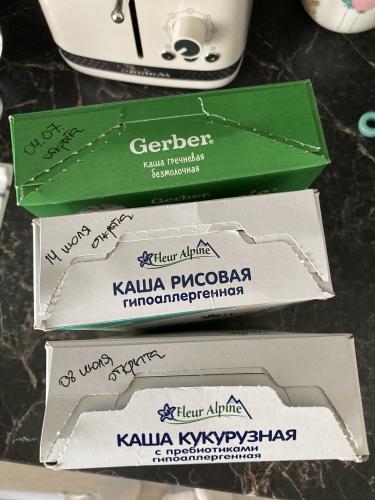 04.07.
открыта
Gerber®
каша гречневая
безмолочная
14 июля
открыта
Fleur Alpine
КАША РИСОВАЯ
гипоаллергенная
08 июля
открыта
Fleur Alpine
КАША КУКУРУЗНАЯ
с пребиотиками
гипоаллергенная